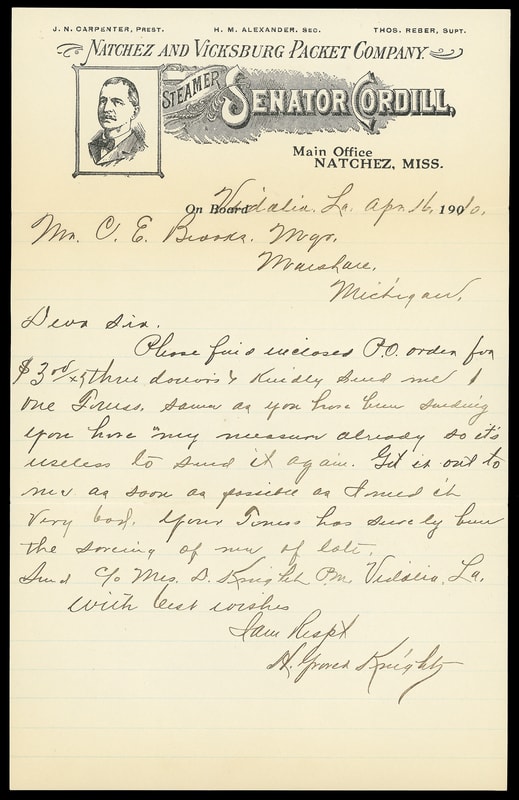 J. N. CARPENTER, PREST. H. M. ALEXANDER, SEC. THOS. REBER, SUPT.
NATCHEZ AND VICKSBURG PACKET COMPANY.
STEAMER SENATOR CORDILL,
Main Office
NATCHEZ, MISS.
On Board Vidalia, La. Apr. 16, 1910.
Mr. C. E. Brooks. Mgr.
Marshall,
Michigan,
Dear Sir.
Please find inclosed P.O. order for
$3.00 three & Kindly send me 1
one Truss, same as you have been sending
you have my measure already so it's
useless to send it again. Get it out to
me as soon as possible as I need it
very bad. Your Truss has surely been
the saveing of me of late.
Send c/o Mrs. D. Knight P.M. Vidalia, La.
With best wishes
I am Respt
H. Grover Knight